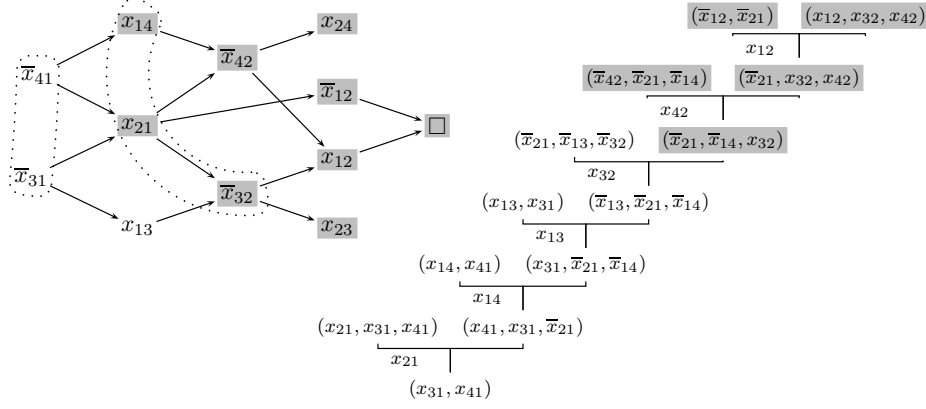 x₁₄ x₂₄
x̅₄₁ x̅₄₂
x₂₁ x̅₁₂
□
x̅₃₁ x₁₂
x̅₃₂
x₁₃ x₂₃
(x̅₁₂, x̅₂₁) (x₁₂, x₃₂, x₄₂)
x₁₂
(x̅₄₂, x̅₂₁, x̅₁₄) (x̅₂₁, x₃₂, x₄₂)
x₄₂
(x̅₂₁, x̅₁₃, x̅₃₂) (x̅₂₁, x̅₁₄, x₃₂)
x₃₂
(x₁₃, x₃₁) (x̅₁₃, x̅₂₁, x̅₁₄)
x₁₃
(x₁₄, x₄₁) (x₃₁, x̅₂₁, x̅₁₄)
x₁₄
(x₂₁, x₃₁, x₄₁) (x₄₁, x₃₁, x̅₂₁)
x₂₁
(x₃₁, x₄₁)